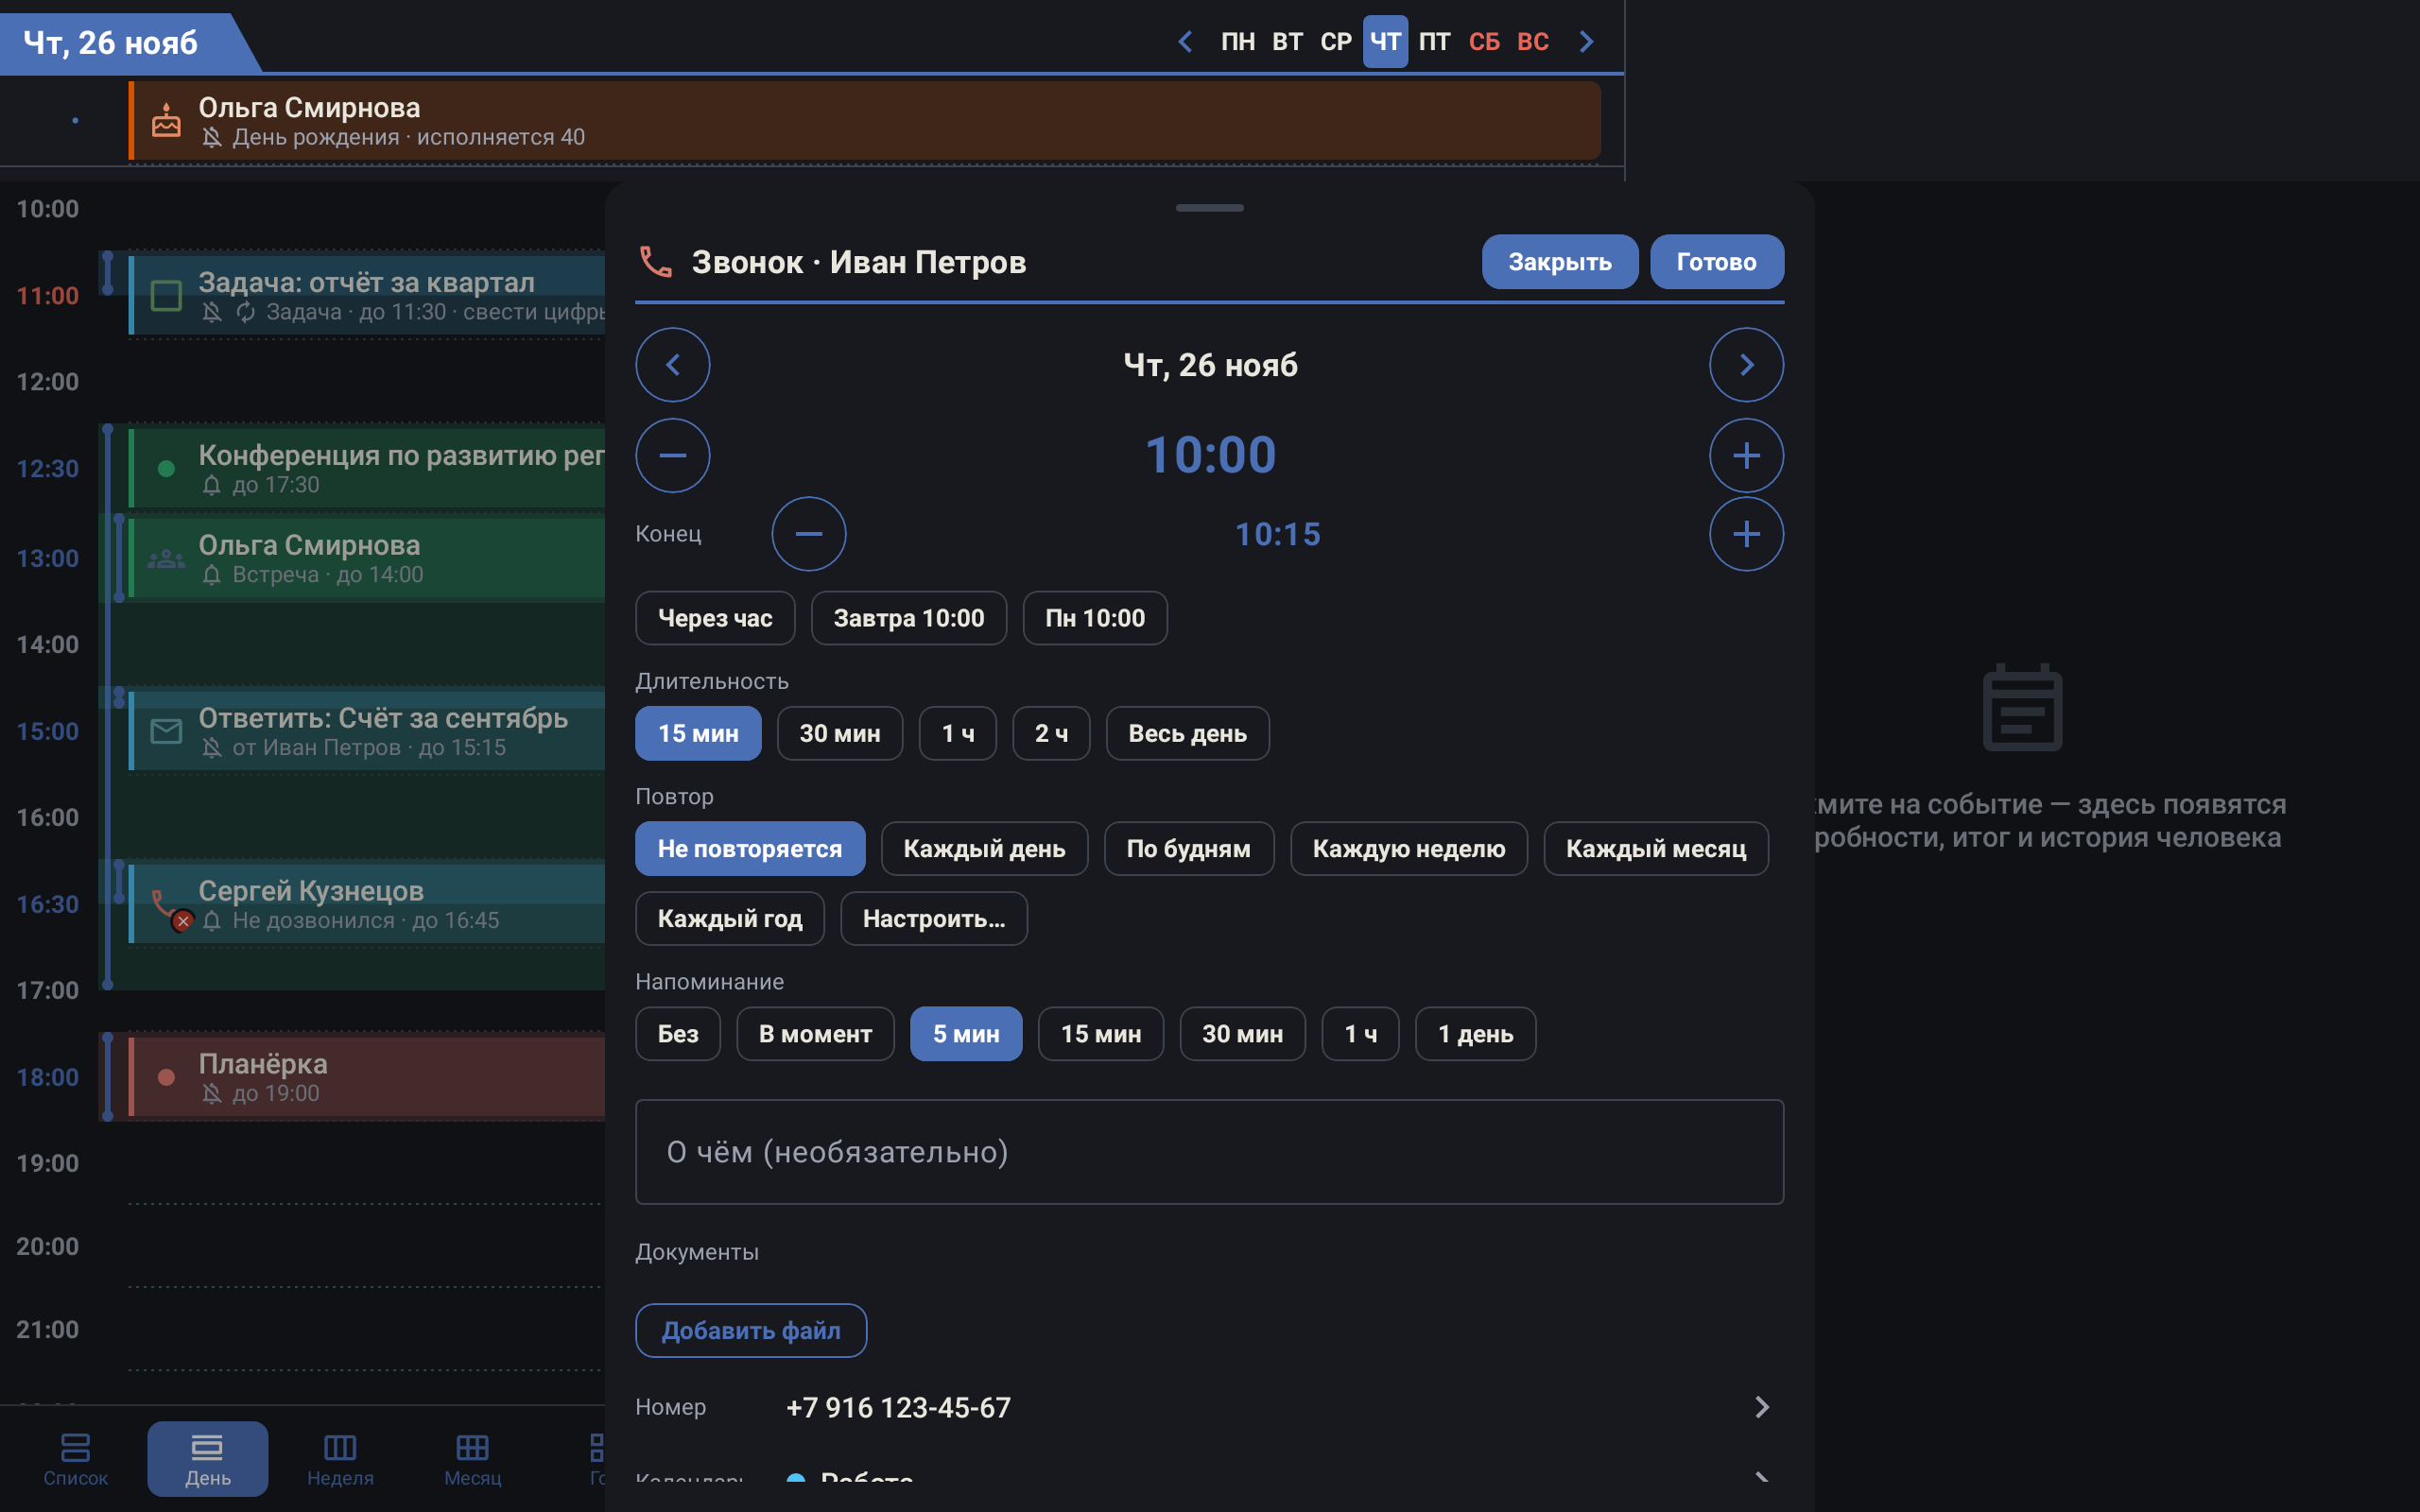 Чт, 26 нояб
ПН ВТ СР ЧТ ПТ СБ ВС
Ольга Смирнова
День рождения · исполняется 40
10:00
11:00
Задача: отчёт за квартал
Задача · до 11:30 · свести цифры
12:00
12:30
Конференция по развитию рег
до 17:30
13:00
Ольга Смирнова
Встреча · до 14:00
14:00
15:00
Ответить: Счёт за сентябрь
от Иван Петров · до 15:15
16:00
16:30
Сергей Кузнецов
Не дозвонился · до 16:45
17:00
18:00
Планёрка
до 19:00
19:00
20:00
21:00
Список
День
Неделя
Месяц
Звонок · Иван Петров
Закрыть
Готово
Чт, 26 нояб
10:00
Конец
10:15
Через час
Завтра 10:00
Пн 10:00
Длительность
15 мин
30 мин
1 ч
2 ч
Весь день
Повтор
Не повторяется
Каждый день
По будням
Каждую неделю
Каждый месяц
Каждый год
Настроить...
Напоминание
Без
В момент
5 мин
15 мин
30 мин
1 ч
1 день
О чём (необязательно)
Документы
Добавить файл
Номер
+7 916 123-45-67
Календарь
Работа
на событие — здесь появятся
итог и история человека